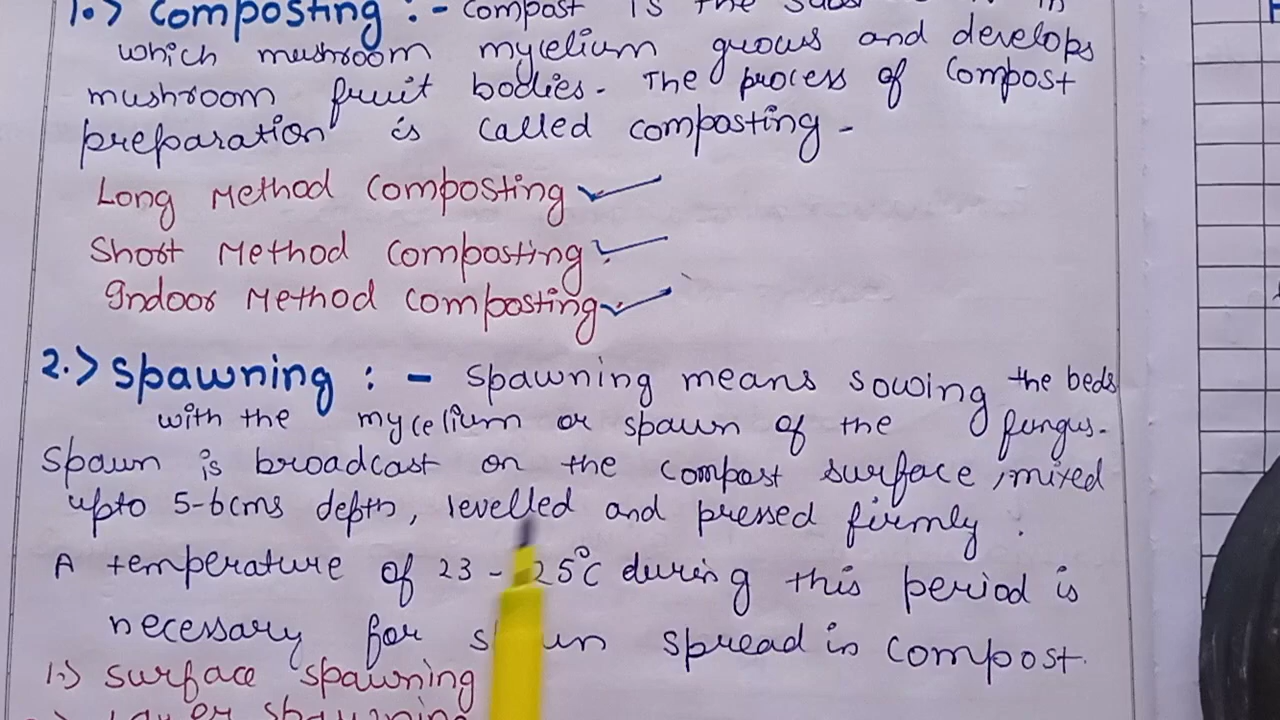 1.> Composting :- Compost is the in
which mushroom mycelium grows and develops
mushroom fruit bodies. The process of compost
preparation is called composting.
Long Method Composting
Short Method Composting.
Indoor Method Composting.
2.> Spawning :- Spawning means sowing the beds
with the mycelium or spawn of the fungus.
Spawn is broadcast on the compost surface, mixed
upto 5-6cms depth, levelled and pressed firmly.
A temperature of 23 - 25°C during this period is
necessary for spread in compost.
1.) surface spawning
spawning